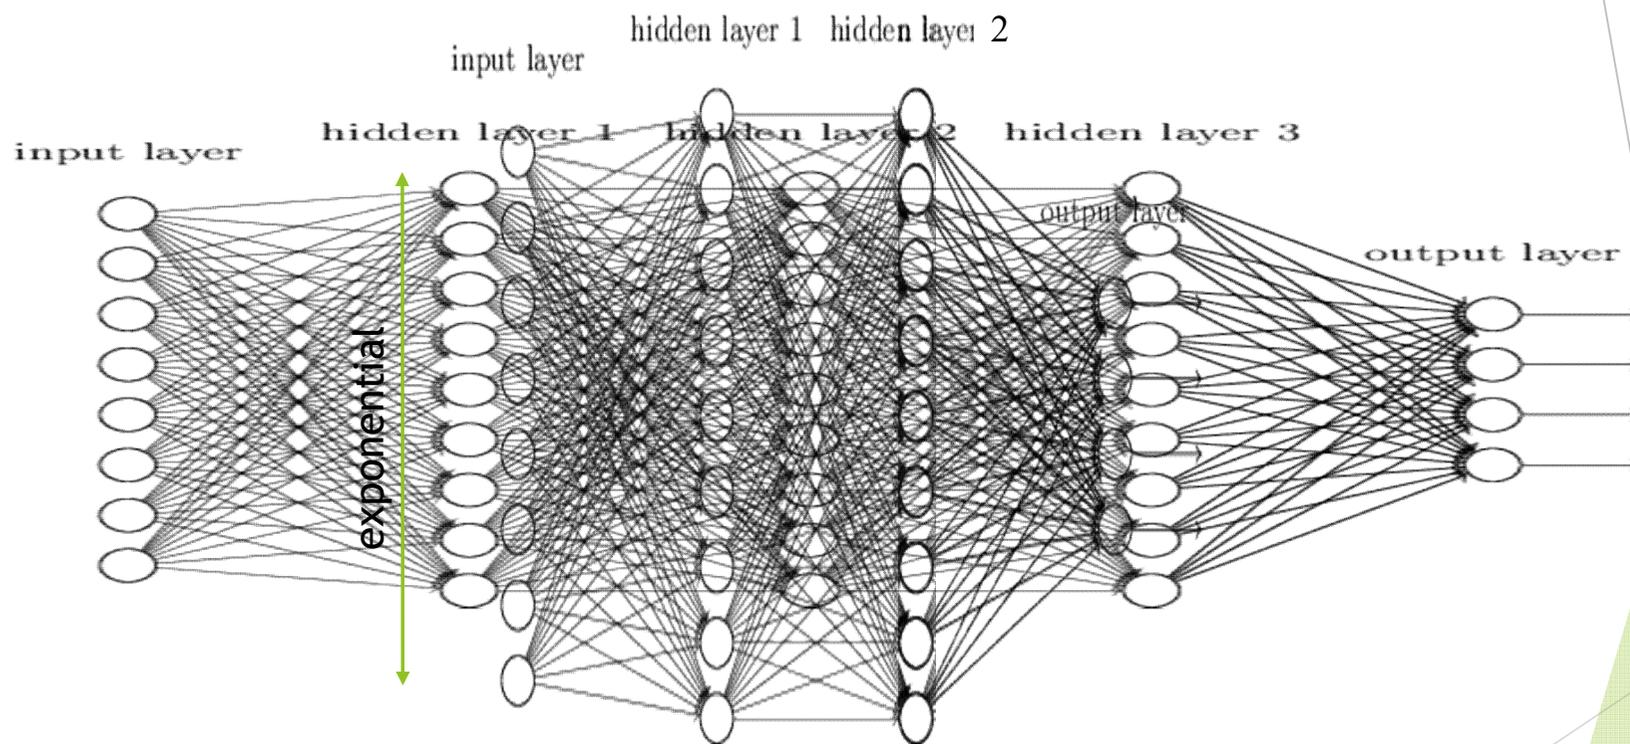 hidden layer 1 hidden layer 2
input layer
hidden layer 1 hidden layer 2 hidden layer 3
input layer
output layer
output layer
exponential